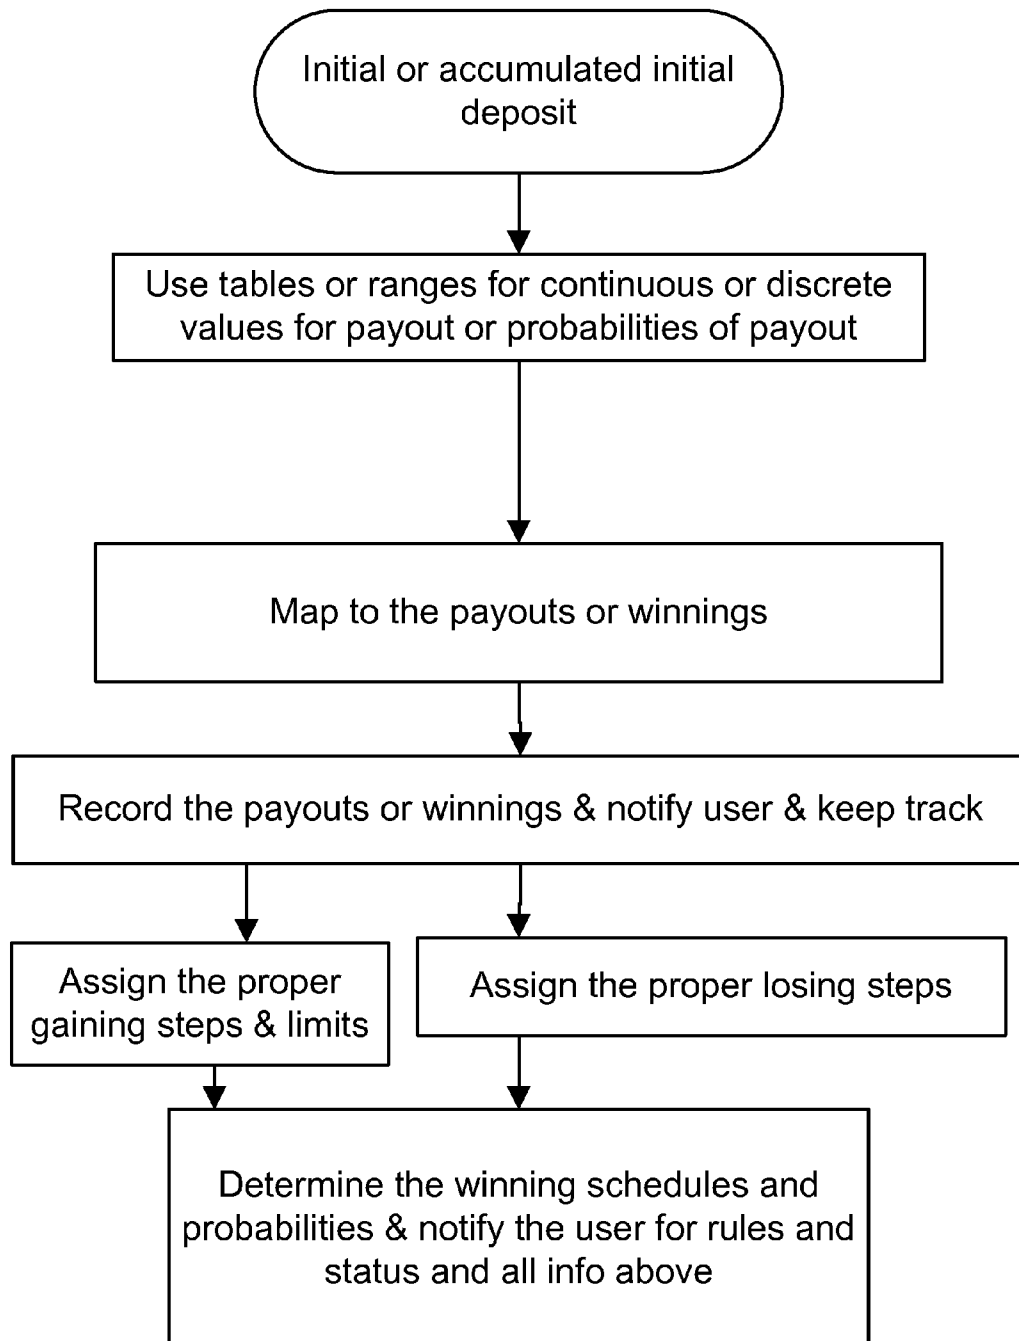 Initial or accumulated initial
deposit
Use tables or ranges for continuous or discrete
values for payout or probabilities of payout
Map to the payouts or winnings
Record the payouts or winnings & notify user & keep track
Assign the proper
gaining steps & limits
Assign the proper losing steps
Determine the winning schedules and
probabilities & notify the user for rules and
status and all info above